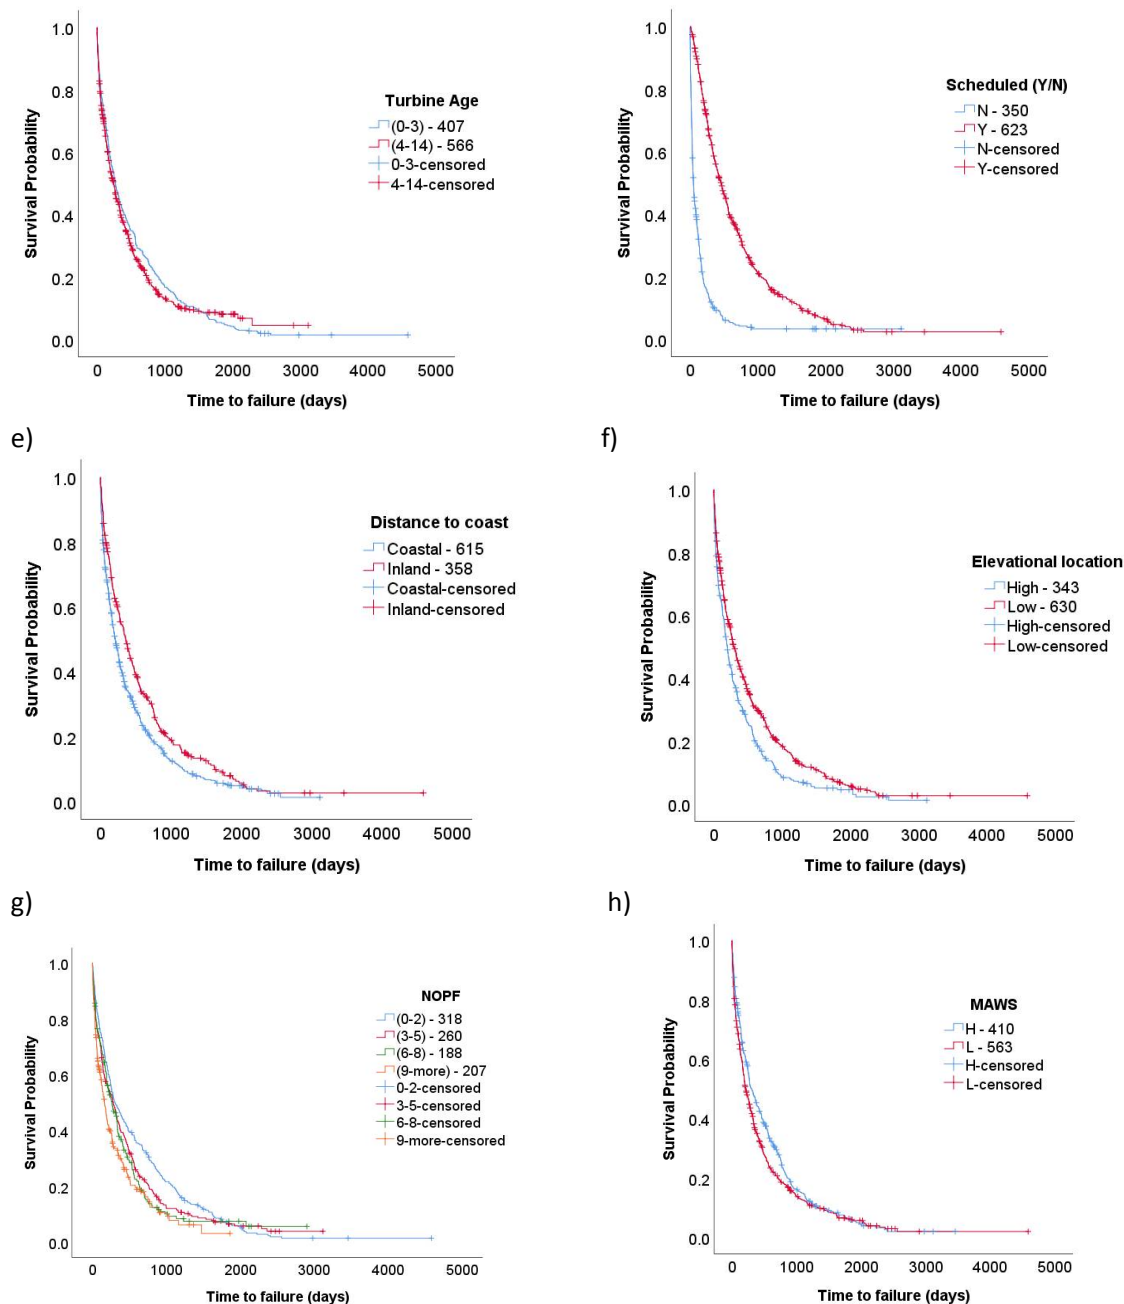 1.0
0.8
0.6
0.4
0.2
0.0
Survival Probability
0 1000 2000 3000 4000 5000
Time to failure (days)
Turbine Age
(0-3) - 407
(4-14) - 566
0-3-censored
4-14-censored
1.0
0.8
0.6
0.4
0.2
0.0
Survival Probability
0 1000 2000 3000 4000 5000
Time to failure (days)
Scheduled (Y/N)
N - 350
Y - 623
N-censored
Y-censored
e)
1.0
0.8
0.6
0.4
0.2
0.0
Survival Probability
0 1000 2000 3000 4000 5000
Time to failure (days)
Distance to coast
Coastal - 615
Inland - 358
Coastal-censored
Inland-censored
f)
1.0
0.8
0.6
0.4
0.2
0.0
Survival Probability
0 1000 2000 3000 4000 5000
Time to failure (days)
Elevational location
High - 343
Low - 630
High-censored
Low-censored
g)
1.0
0.8
0.6
0.4
0.2
0.0
Survival Probability
0 1000 2000 3000 4000 5000
Time to failure (days)
NOPF
(0-2) - 318
(3-5) - 260
(6-8) - 188
(9-more) - 207
0-2-censored
3-5-censored
6-8-censored
9-more-censored
h)
1.0
0.8
0.6
0.4
0.2
0.0
Survival Probability
0 1000 2000 3000 4000 5000
Time to failure (days)
MAWS
H - 410
L - 563
H-censored
L-censored